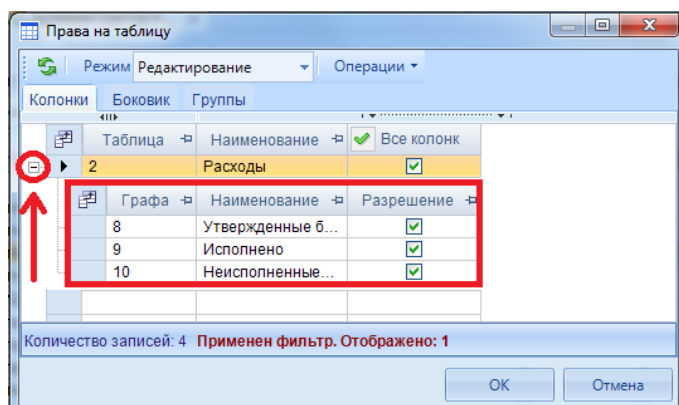 Права на таблицу
Режим Редактирование Операции
Колонки Боковик Группы
Таблица Наименование Все колонк
2 Расходы
Графа Наименование Разрешение
8 Утвержденные б...
9 Исполнено
10 Неисполненные...
Количество записей: 4 Применен фильтр. Отображено: 1
ОК Отмена